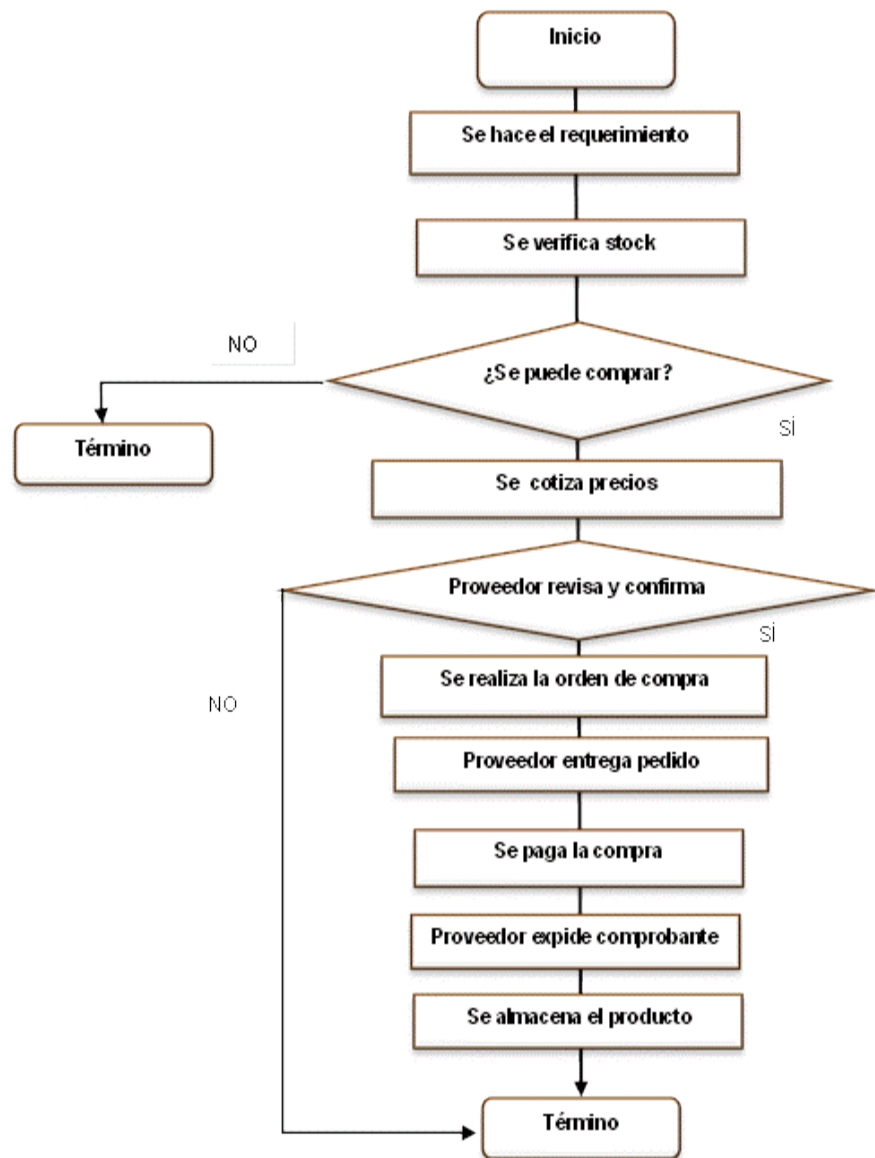 Inicio
Se hace el requerimiento
Se verifica stock
NO
¿Se puede comprar?
SÍ
Término
Se cotiza precios
Proveedor revisa y confirma
SÍ
Se realiza la orden de compra
NO
Proveedor entrega pedido
Se paga la compra
Proveedor expide comprobante
Se almacena el producto
Término